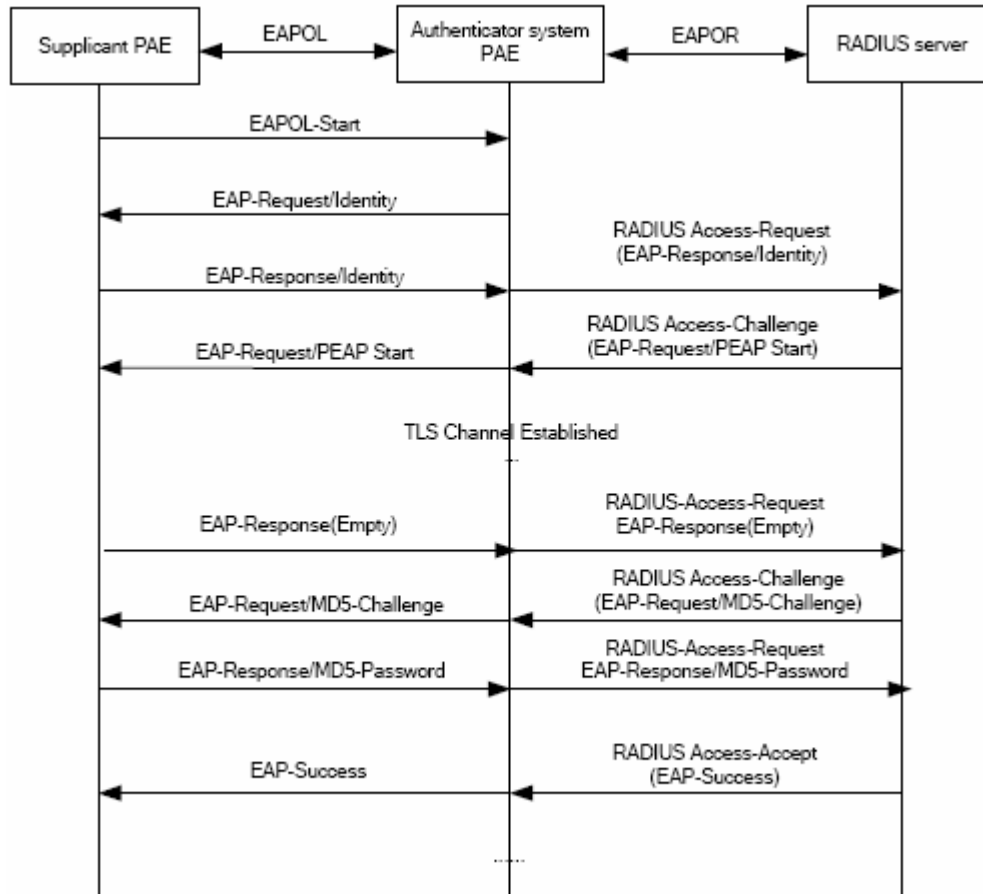 Supplicant PAE
EAPOL
Authenticator system
PAE
EAPOR
RADIUS server
EAPOL-Start
EAP-Request/Identity
RADIUS Access-Request
(EAP-Response/Identity)
EAP-Response/Identity
RADIUS Access-Challenge
(EAP-Request/PEAP Start)
EAP-Request/PEAP Start
TLS Channel Established
RADIUS-Access-Request
EAP-Response(Empty)
EAP-Response(Empty)
RADIUS Access-Challenge
(EAP-Request/MD5-Challenge)
EAP-Request/MD5-Challenge
RADIUS-Access-Request
EAP-Response/MD5-Password
EAP-Response/MD5-Password
RADIUS Access-Accept
(EAP-Success)
EAP-Success